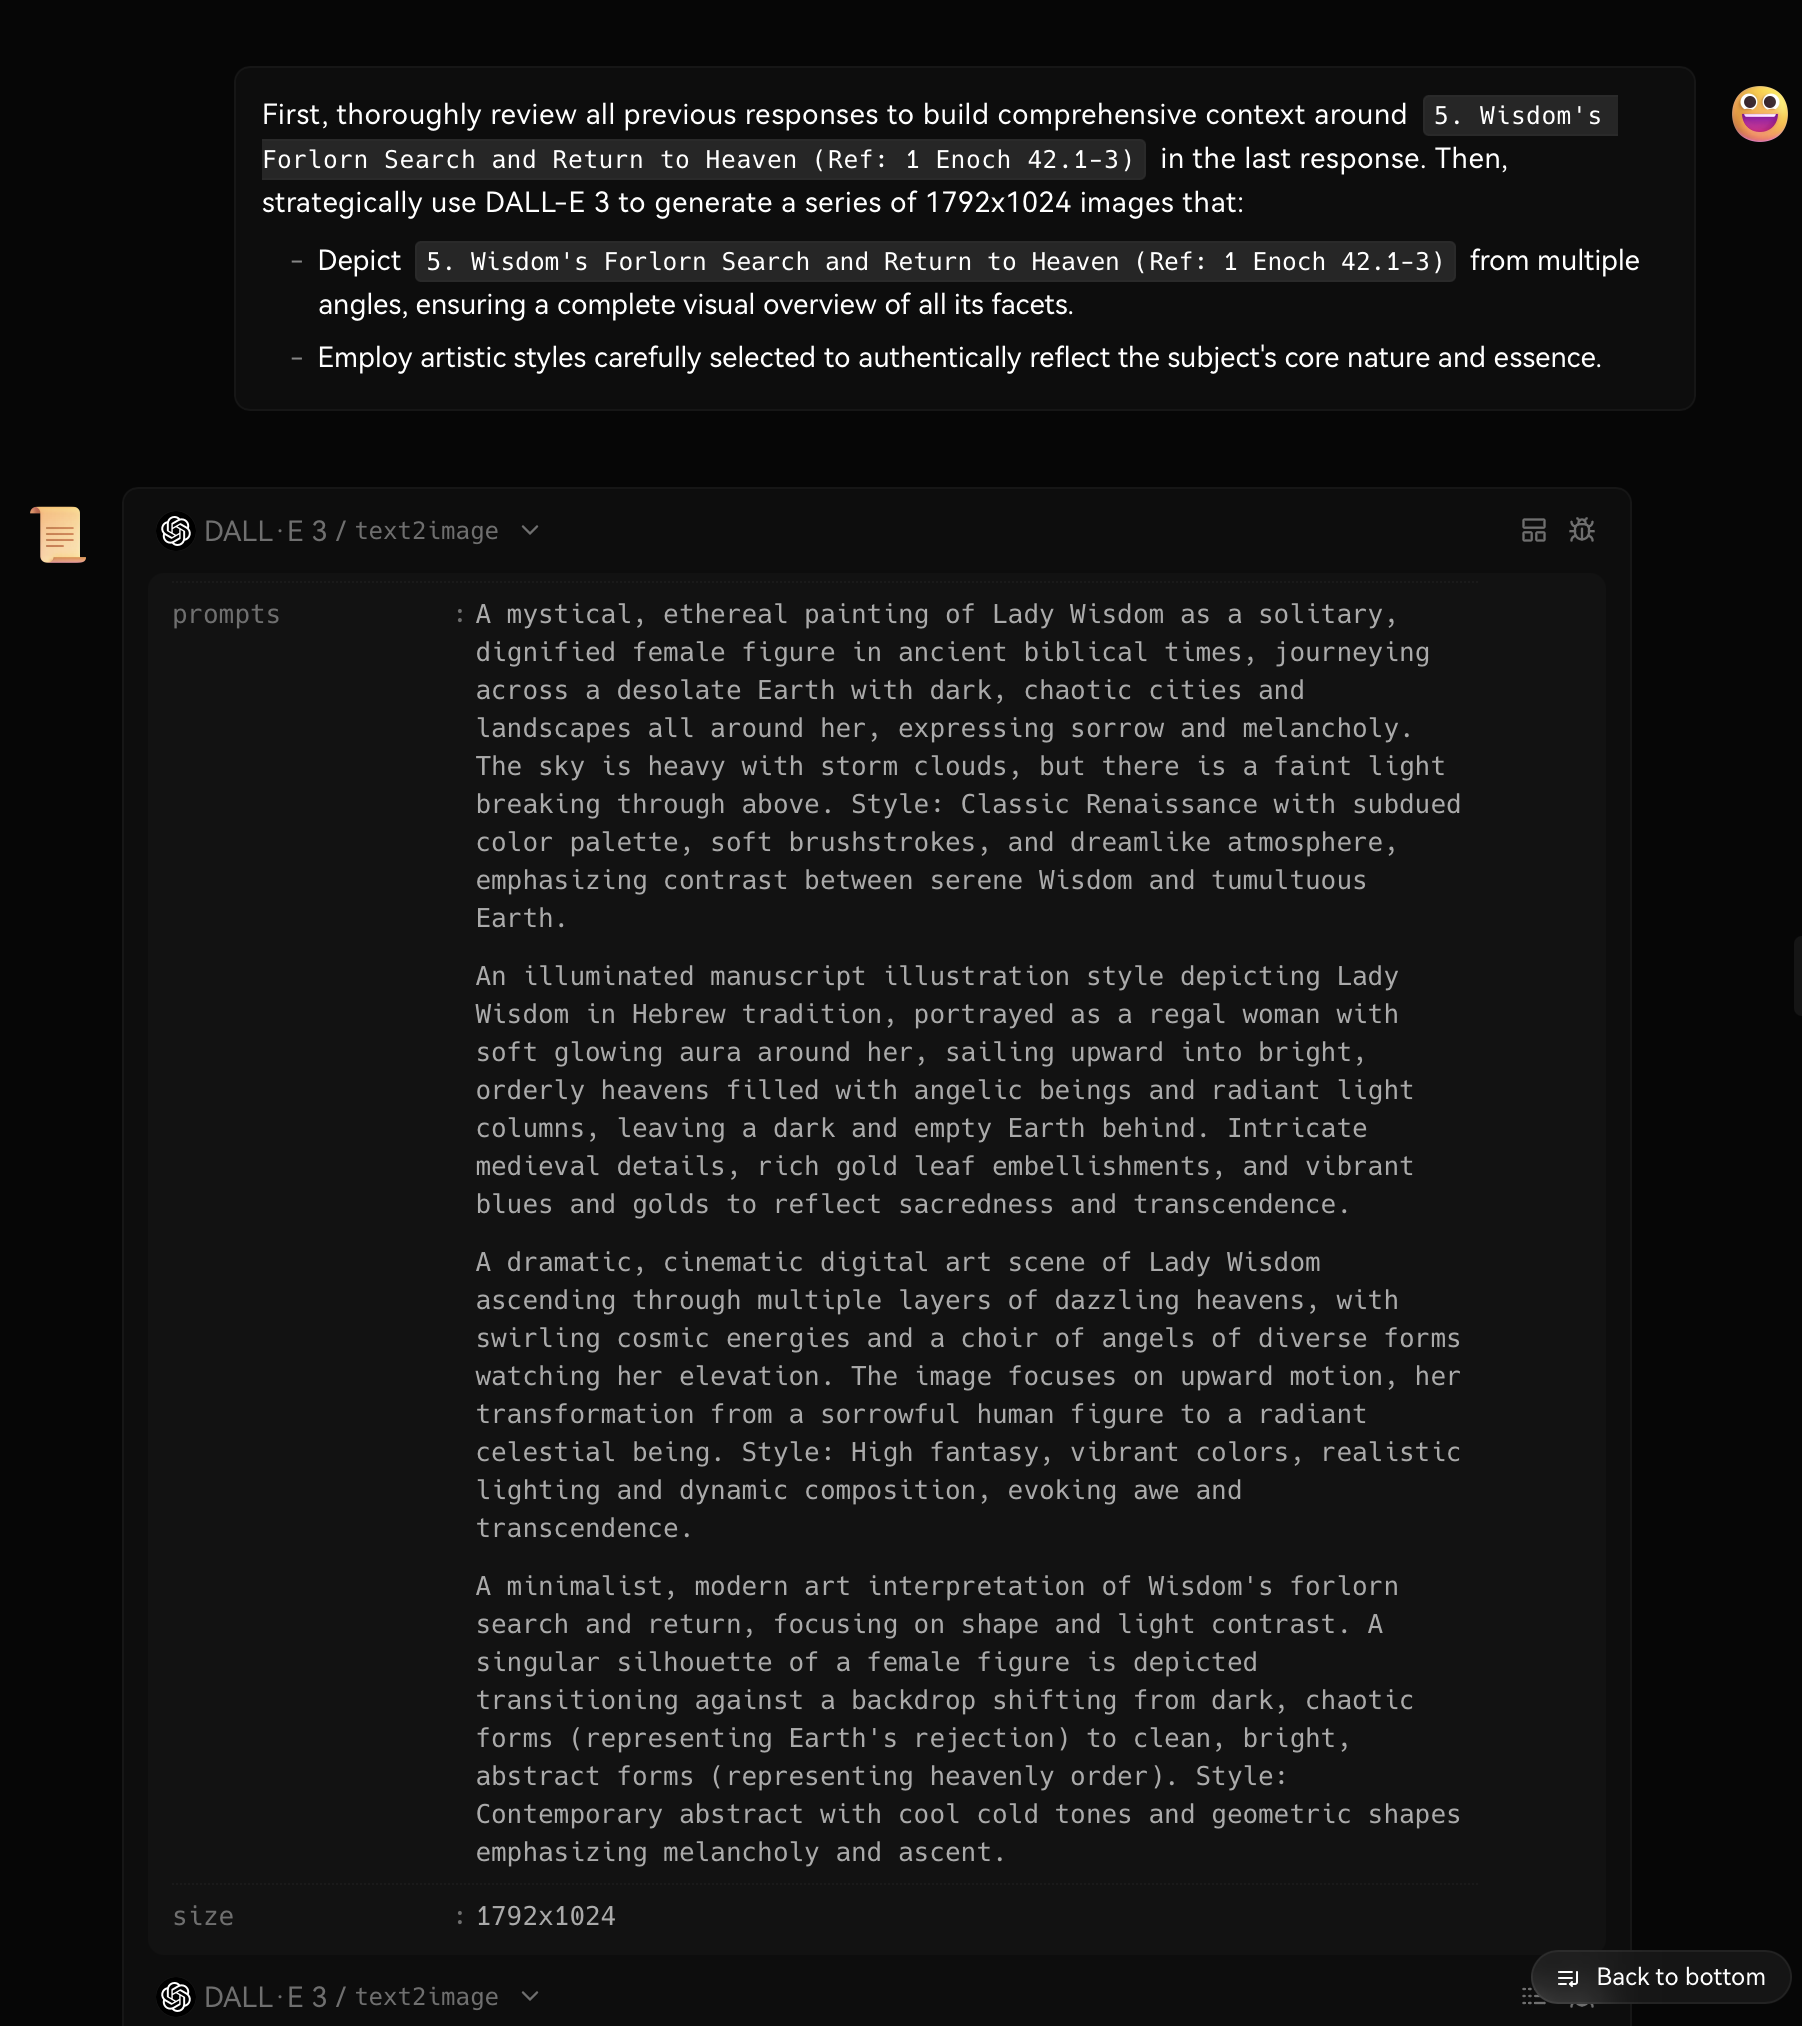 First, thoroughly review all previous responses to build comprehensive context around 5. Wisdom's
Forlorn Search and Return to Heaven (Ref: 1 Enoch 42.1-3) in the last response. Then,
strategically use DALL-E 3 to generate a series of 1792x1024 images that:
– Depict 5. Wisdom's Forlorn Search and Return to Heaven (Ref: 1 Enoch 42.1-3) from multiple
angles, ensuring a complete visual overview of all its facets.
– Employ artistic styles carefully selected to authentically reflect the subject's core nature and essence.
DALL·E 3 / text2image
prompts : A mystical, ethereal painting of Lady Wisdom as a solitary,
dignified female figure in ancient biblical times, journeying
across a desolate Earth with dark, chaotic cities and
landscapes all around her, expressing sorrow and melancholy.
The sky is heavy with storm clouds, but there is a faint light
breaking through above. Style: Classic Renaissance with subdued
color palette, soft brushstrokes, and dreamlike atmosphere,
emphasizing contrast between serene Wisdom and tumultuous
Earth.
An illuminated manuscript illustration style depicting Lady
Wisdom in Hebrew tradition, portrayed as a regal woman with
soft glowing aura around her, sailing upward into bright,
orderly heavens filled with angelic beings and radiant light
columns, leaving a dark and empty Earth behind. Intricate
medieval details, rich gold leaf embellishments, and vibrant
blues and golds to reflect sacredness and transcendence.
A dramatic, cinematic digital art scene of Lady Wisdom
ascending through multiple layers of dazzling heavens, with
swirling cosmic energies and a choir of angels of diverse forms
watching her elevation. The image focuses on upward motion, her
transformation from a sorrowful human figure to a radiant
celestial being. Style: High fantasy, vibrant colors, realistic
lighting and dynamic composition, evoking awe and
transcendence.
A minimalist, modern art interpretation of Wisdom's forlorn
search and return, focusing on shape and light contrast. A
singular silhouette of a female figure is depicted
transitioning against a backdrop shifting from dark, chaotic
forms (representing Earth's rejection) to clean, bright,
abstract forms (representing heavenly order). Style:
Contemporary abstract with cool cold tones and geometric shapes
emphasizing melancholy and ascent.
size : 1792x1024
Back to bottom
DALL·E 3 / text2image